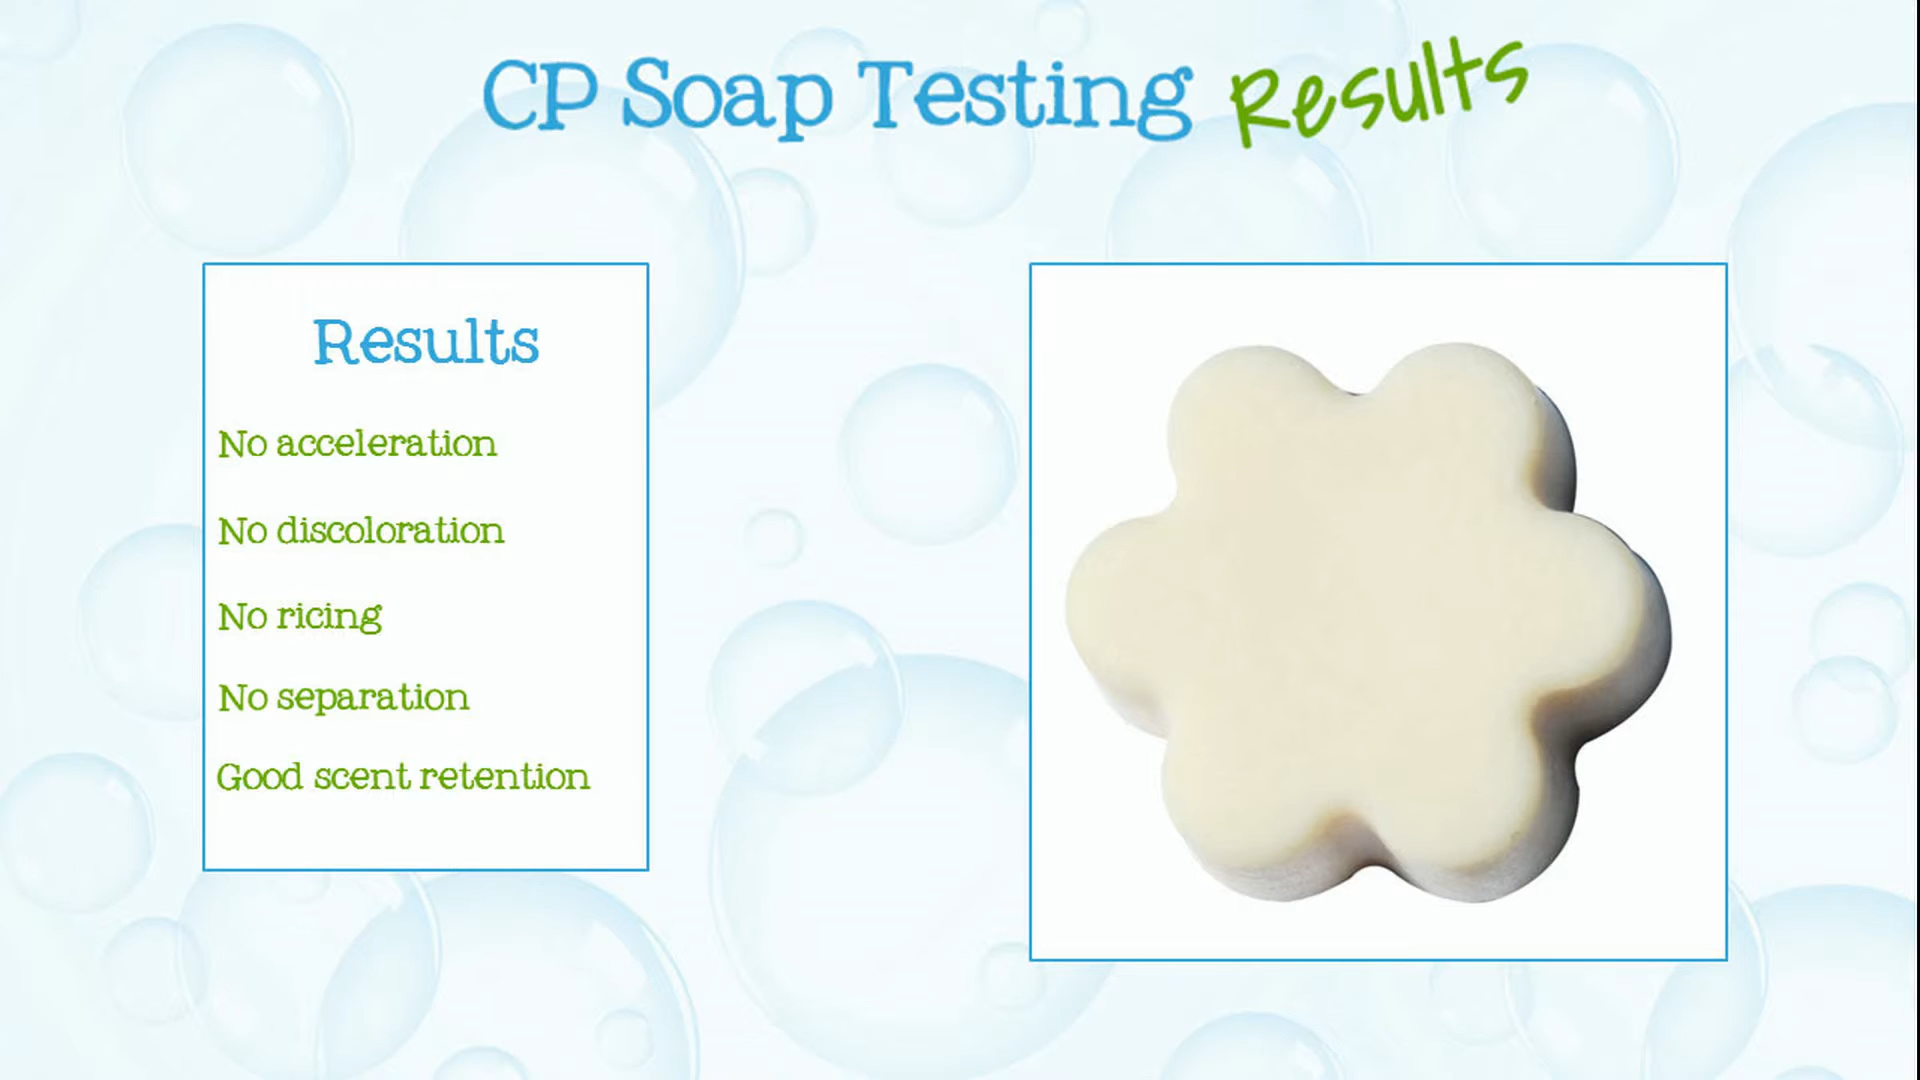 CP Soap Testing Results
Results
No acceleration
No discoloration
No ricing
No separation
Good scent retention